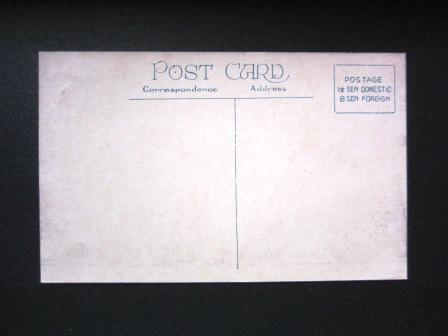 POST CARD
Correspondence Address
POSTAGE
1½ SEN DOMESTIC
8 SEN FOREIGN